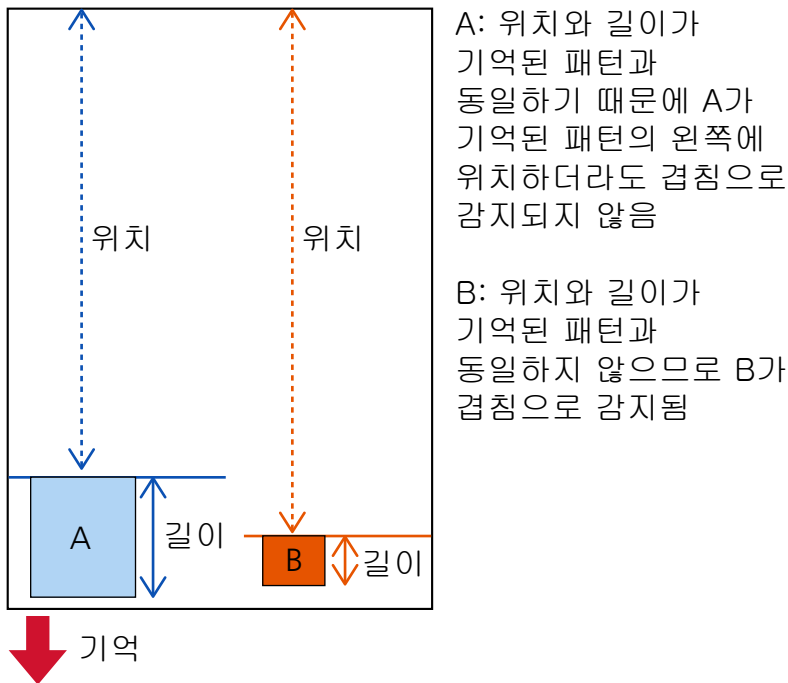 위치
위치
A
길이
B
길이
기억
A: 위치와 길이가
기억된 패턴과
동일하기 때문에 A가
기억된 패턴의 왼쪽에
위치하더라도 겹침으로
감지되지 않음
B: 위치와 길이가
기억된 패턴과
동일하지 않으므로 B가
겹침으로 감지됨